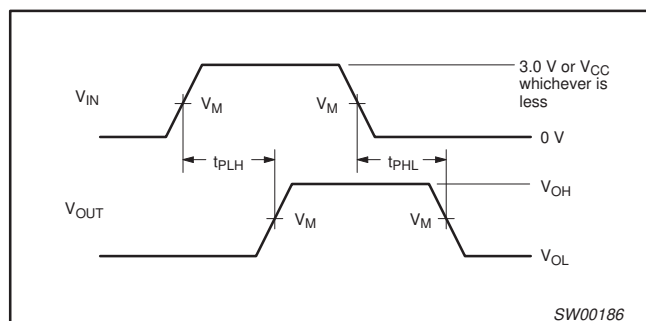 3.0 V or VCC
whichever is
less
VIN
VM
VM
0 V
tPLH
tPHL
VOH
VOUT
VM
VM
VOL
SW00186